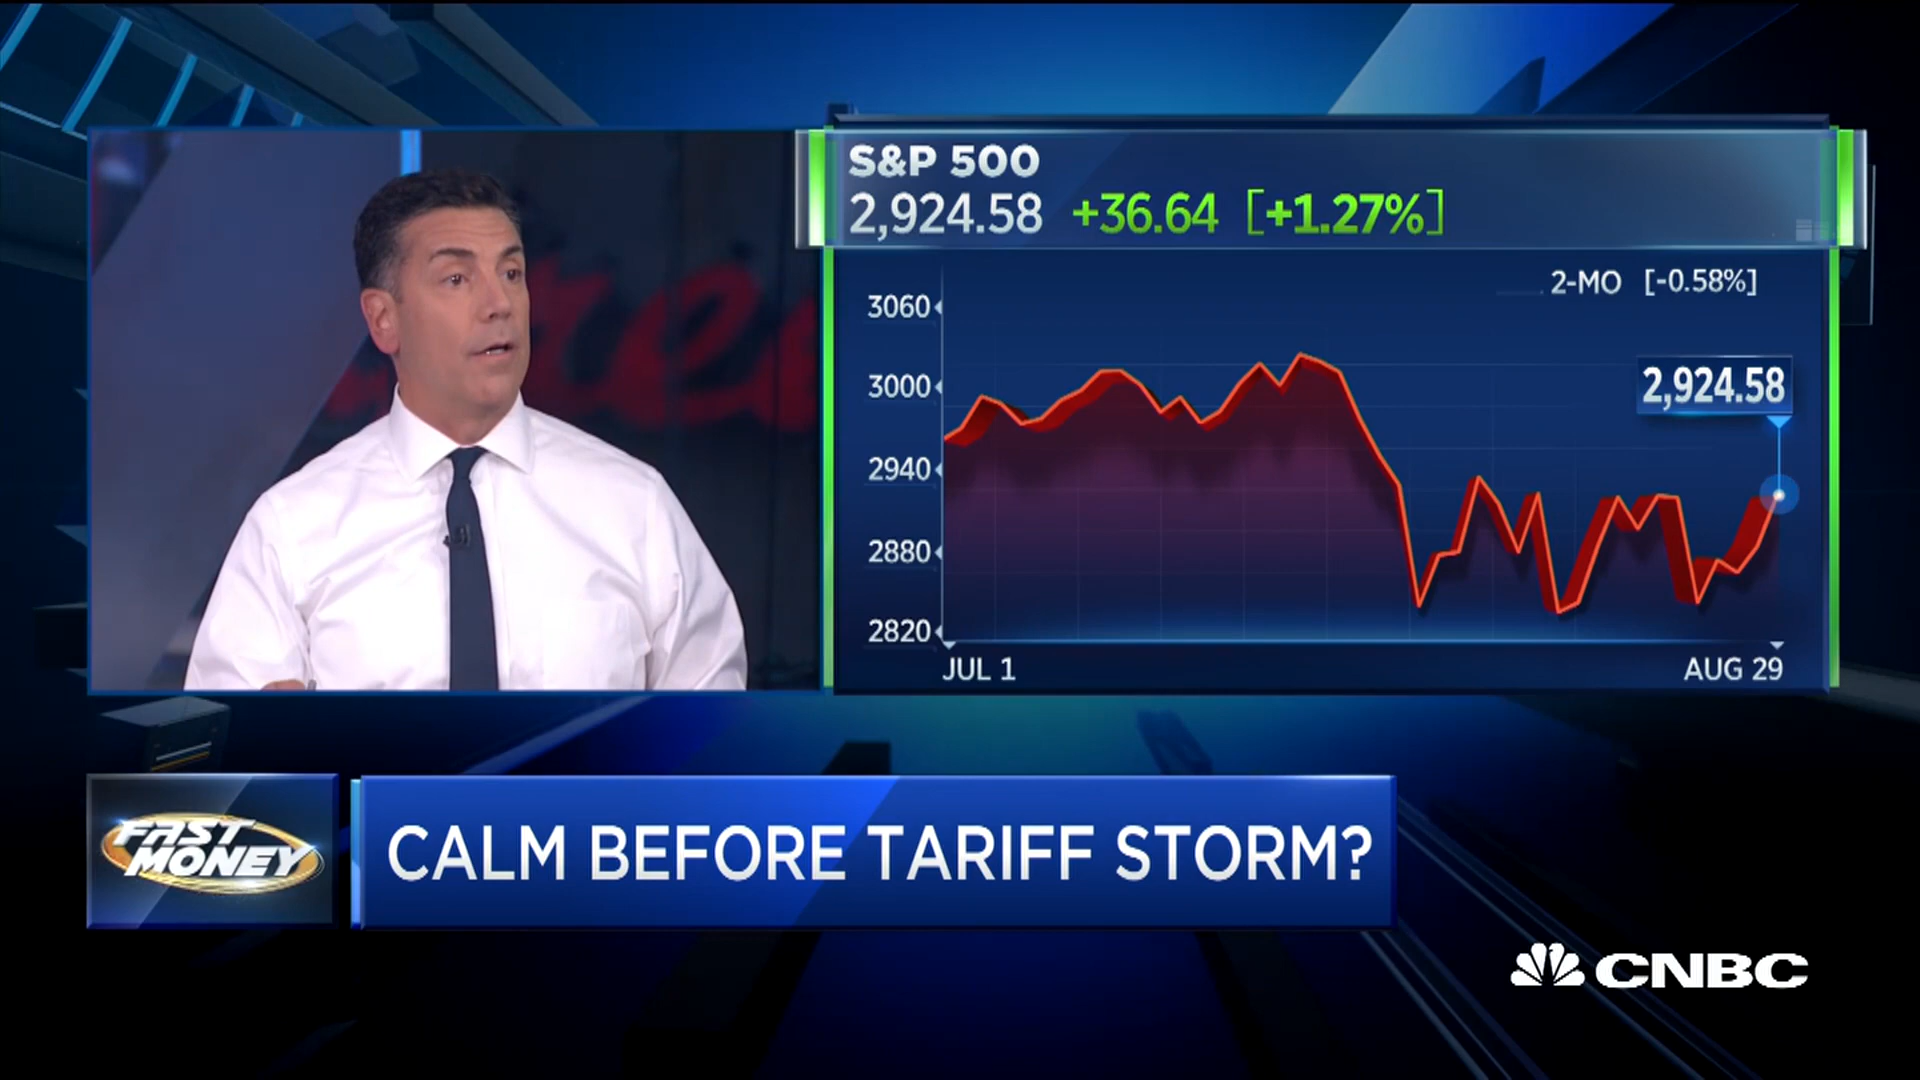 S&P 500
2,924.58 +36.64 [+1.27%]
2-MO [-0.58%]
3060
3000
2940
2880
2820
2,924.58
JUL 1
AUG 29
FAST
MONEY
CALM BEFORE TARIFF STORM?
CNBC